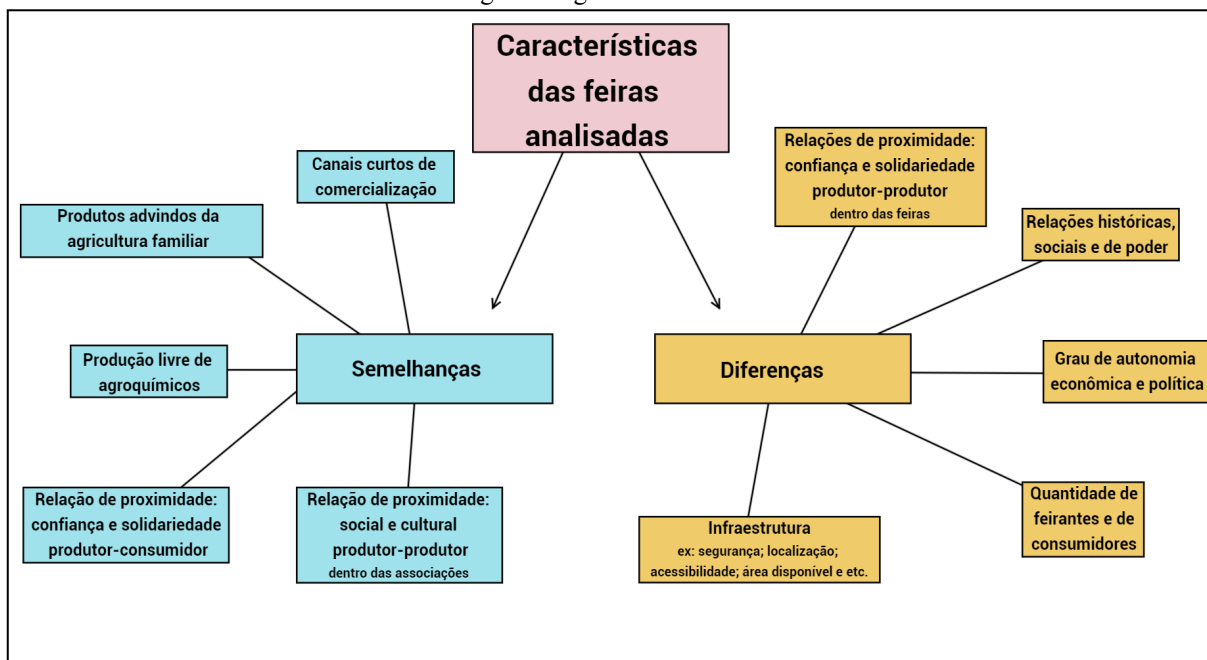 Características
das feiras
analisadas
Canais curtos de
comercialização
Produtos advindos da
agricultura familiar
Produção livre de
agroquímicos
Relação de proximidade:
confiança e solidariedade
produtor-consumidor
Relação de proximidade:
social e cultural
produtor-produtor
dentro das associações
Semelhanças
Relações de proximidade:
confiança e solidariedade
produtor-produtor
dentro das feiras
Relações históricas,
sociais e de poder
Diferenças
Grau de autonomia
econômica e política
Quantidade de
feirantes e de
consumidores
Infraestrutura
ex: segurança; localização;
acessibilidade; área disponível e etc.